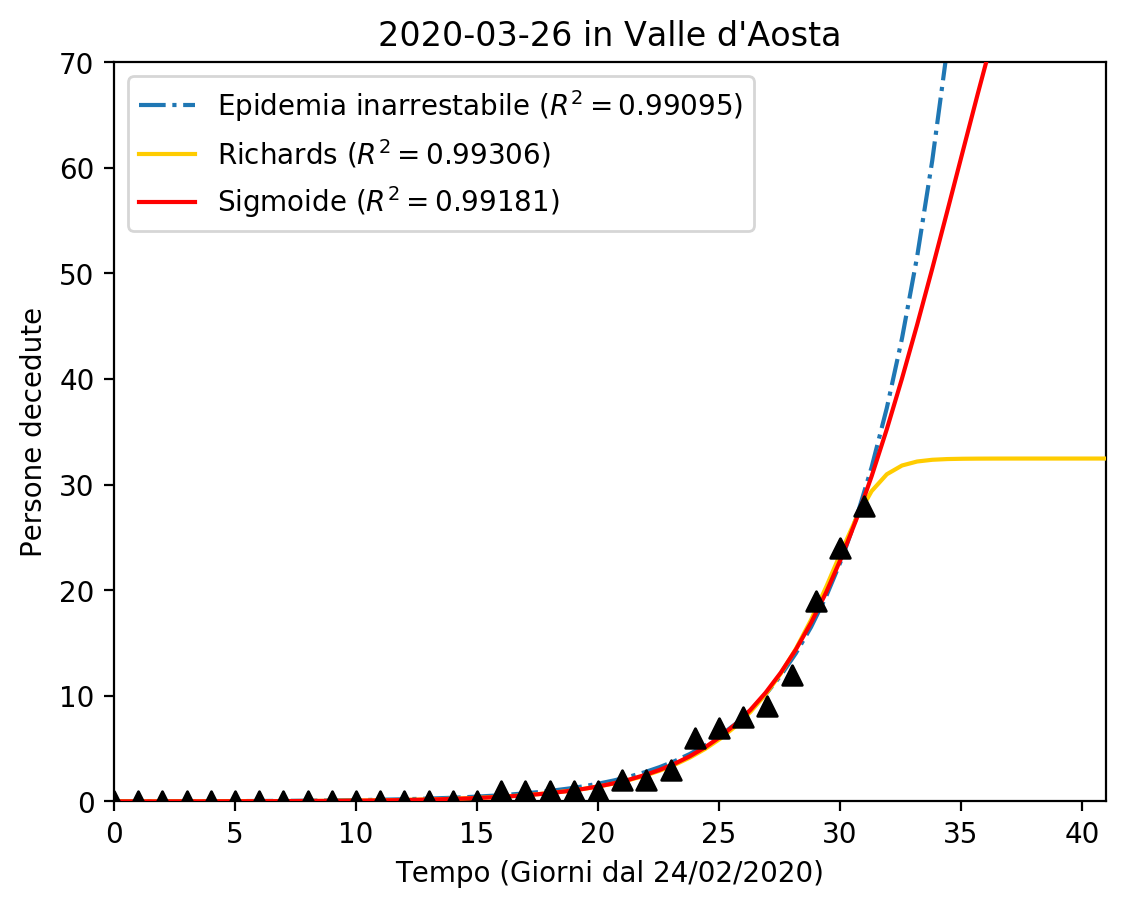 2020-03-26 in Valle d'Aosta
70
60
50
40
30
20
10
0
Persone decedute
Epidemia inarrestabile (R² = 0.99095)
Richards (R² = 0.99306)
Sigmoide (R² = 0.99181)
0 5 10 15 20 25 30 35 40
Tempo (Giorni dal 24/02/2020)